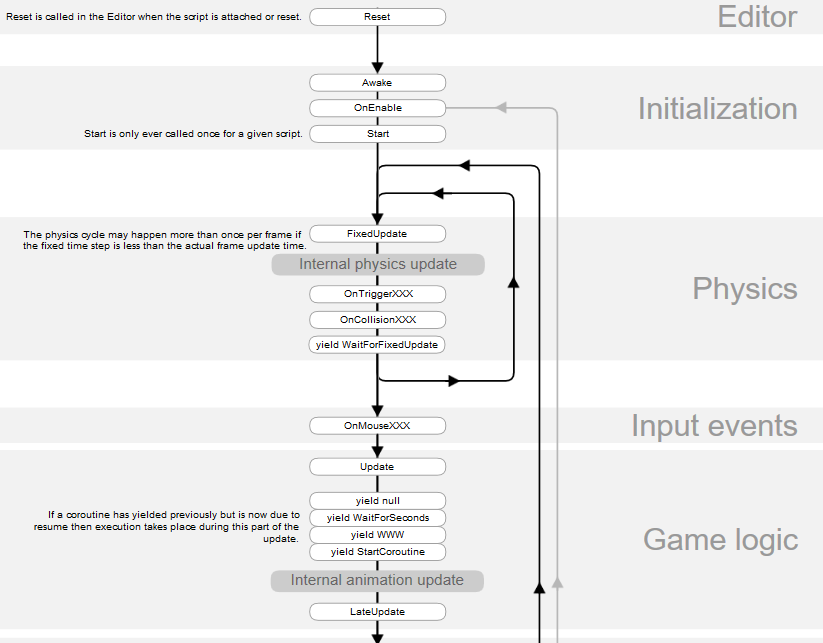 Reset is called in the Editor when the script is attached or reset.
Reset
Editor
Awake
OnEnable
Initialization
Start is only ever called once for a given script.
Start
The physics cycle may happen more than once per frame if
the fixed time step is less than the actual frame update time.
FixedUpdate
Internal physics update
Physics
OnTriggerXXX
OnCollisionXXX
yield WaitForFixedUpdate
OnMouseXXX
Input events
Update
yield null
If a coroutine has yielded previously but is now due to
resume then execution takes place during this part of the
update.
yield WaitForSeconds
yield WWW
yield StartCoroutine
Game logic
Internal animation update
LateUpdate